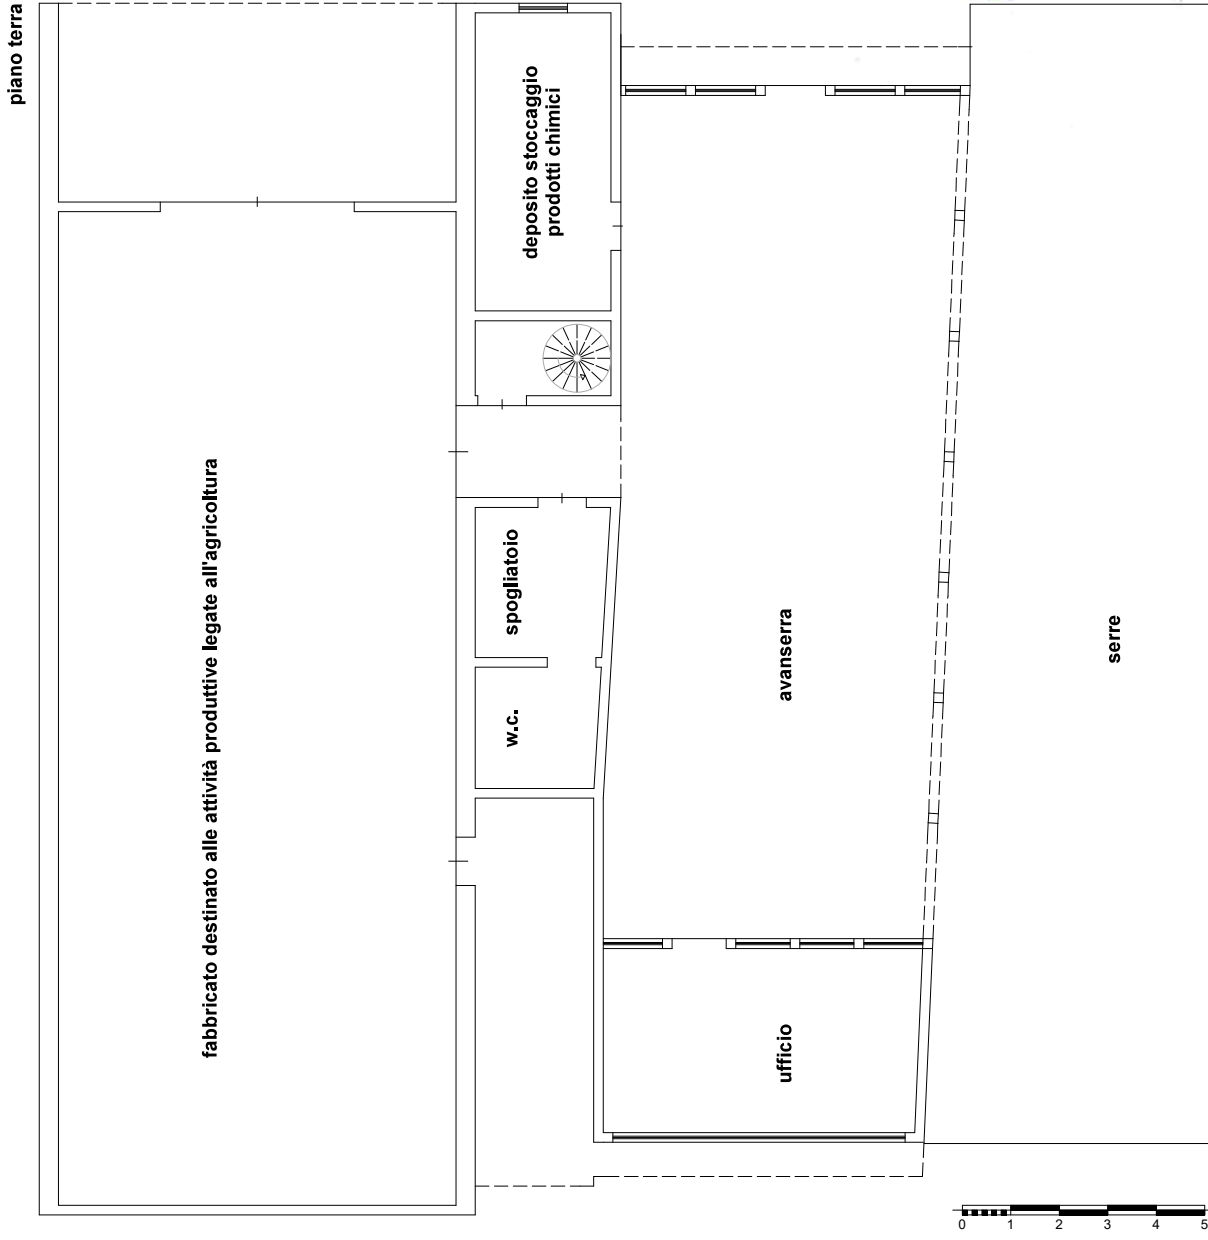 piano terra
deposito stoccaggio
prodotti chimici
fabbricato destinato alle attività produttive legate all'agricoltura
spogliatoio
w.c.
avanserra
serre
ufficio
0 1 2 3 4 5